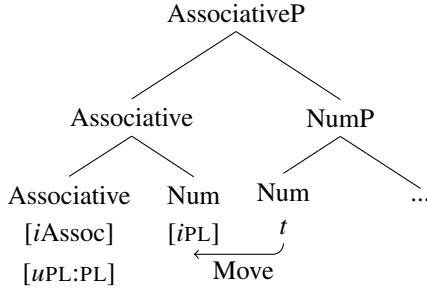 AssociativeP
Associative NumP
Associative Num Num ...
[iAssoc] [iPL] t
[uPL:PL] Move